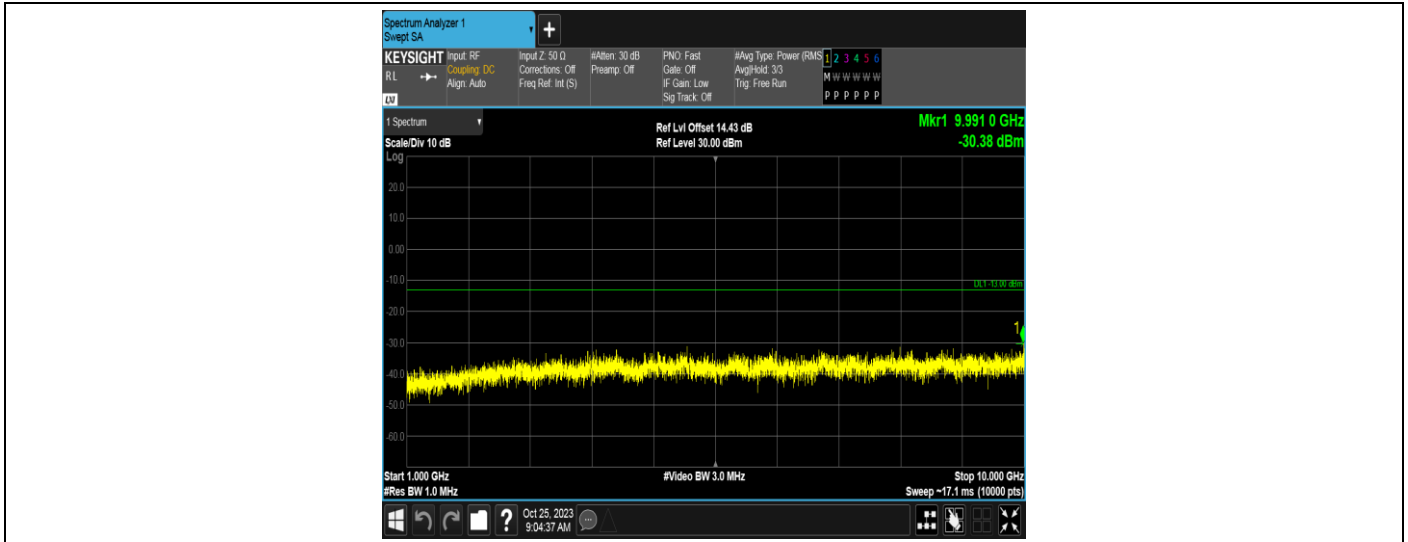 Spectrum Analyzer 1
Swept SA
+
KEYSIGHT
RL
LXI
Input: RF
Coupling: DC
Align: Auto
Input Z: 50 Ω
Corrections: Off
Freq Ref: Int (S)
#Atten: 30 dB
Preamp: Off
PNO: Fast
Gate: Off
IF Gain: Low
Sig Track: Off
#Avg Type: Power (RMS
Avg|Hold: 3/3
Trig: Free Run
1 2 3 4 5 6
M W W W W W
P P P P P P
1 Spectrum
Scale/Div 10 dB
Ref Lvl Offset 14.43 dB
Ref Level 30.00 dBm
Mkr1 9.991 0 GHz
-30.38 dBm
Log
20.0
10.0
0.00
-10.0
DL1 -13.00 dBm
-20.0
1
-30.0
-40.0
-50.0
-60.0
Start 1.000 GHz
#Video BW 3.0 MHz
Stop 10.000 GHz
#Res BW 1.0 MHz
Sweep ~17.1 ms (10000 pts)
?
Oct 25, 2023
9:04:37 AM